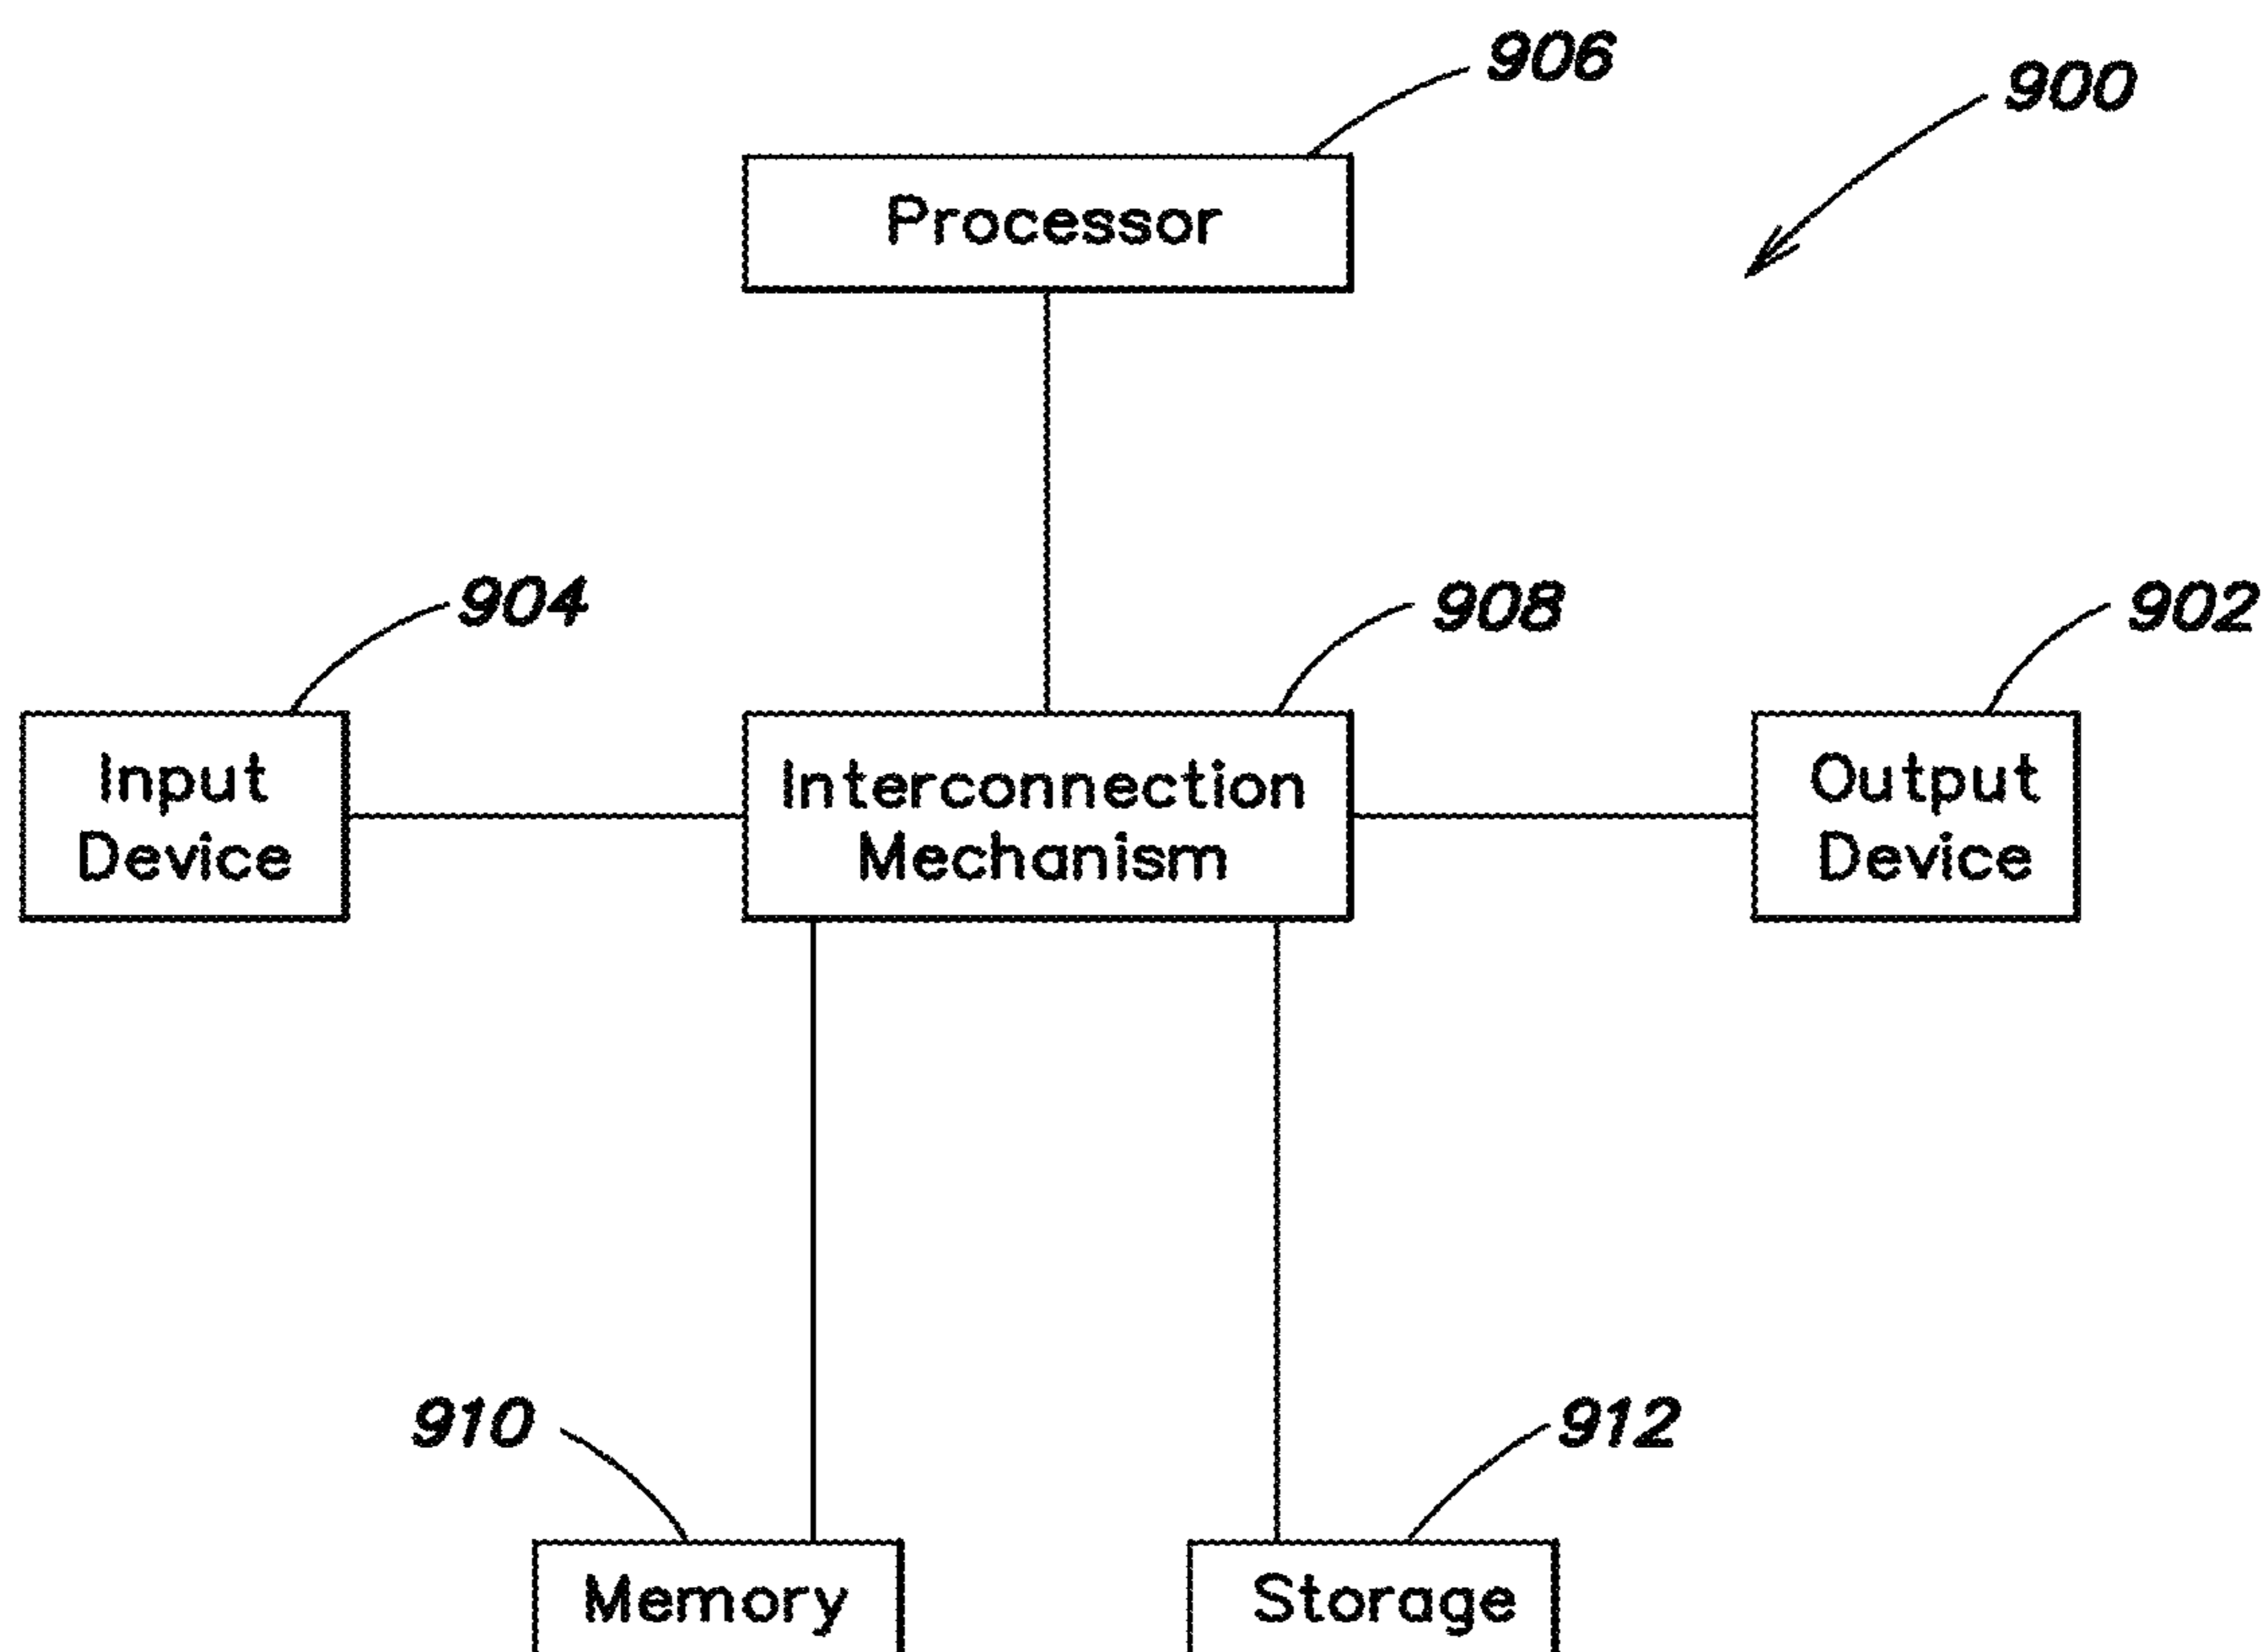 906
900
Processor
904
908
902
Input
Device
Interconnection
Mechanism
Output
Device
910
912
Memory
Storage